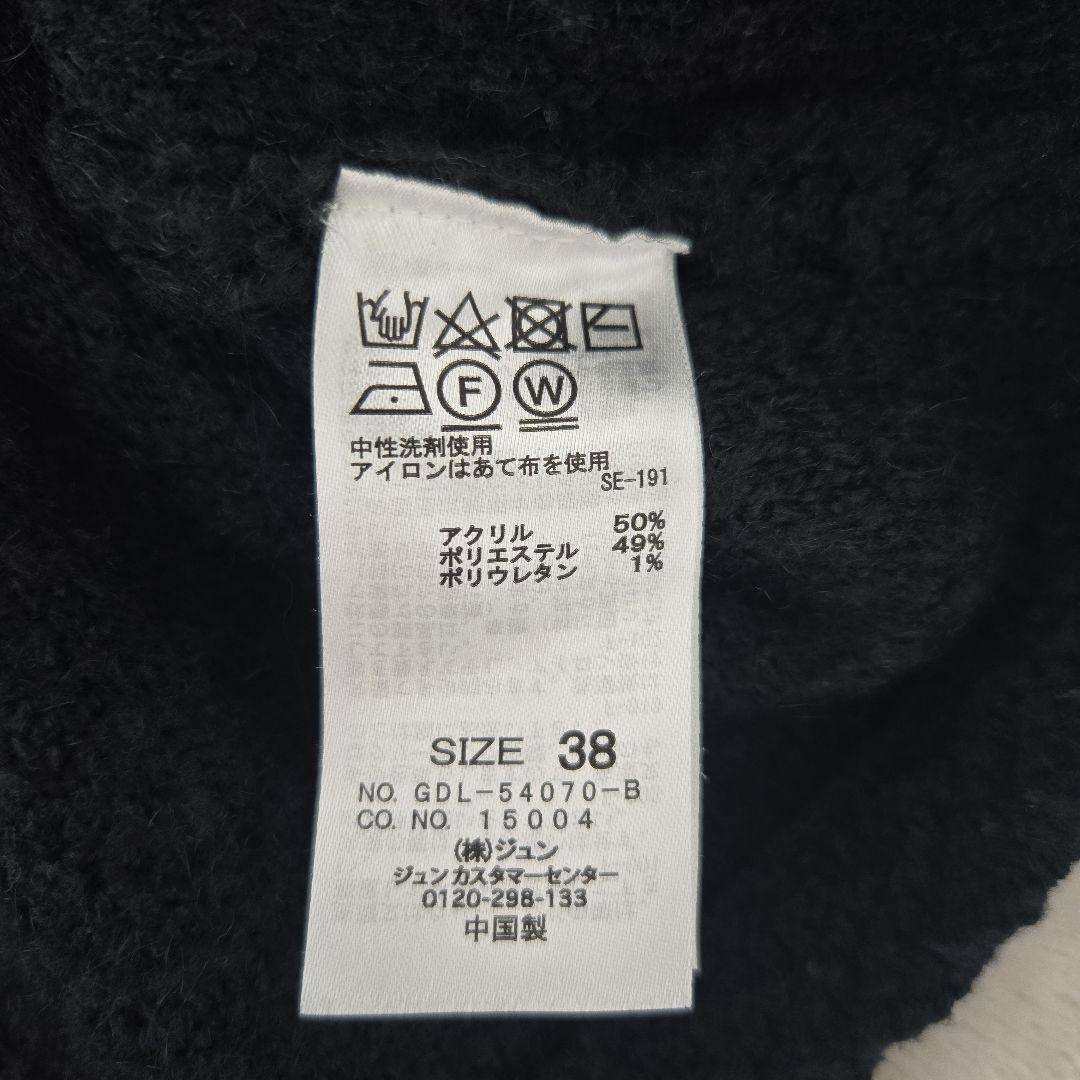 F W
中性洗剤使用
アイロンはあて布を使用
SE-191
アクリル 50%
ポリエステル 49%
ポリウレタン 1%
SIZE 38
NO. GDL-54070-B
CO. NO. 15004
(株)ジュン
ジュンカスタマーセンター
0120-298-133
中国製